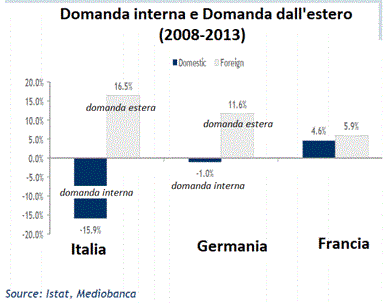 Domanda interna e Domanda dall'estero
(2008-2013)
Domestic Foreign
20.0%
15.0%
10.0%
5.0%
0.0%
-5.0%
-10.0%
-15.0%
-20.0%
16.5%
domanda estera
domanda interna
-15.9%
11.6%
domanda estera
-1.0%
domanda interna
4.6%
5.9%
Italia
Germania
Francia
Source: Istat, Mediobanca